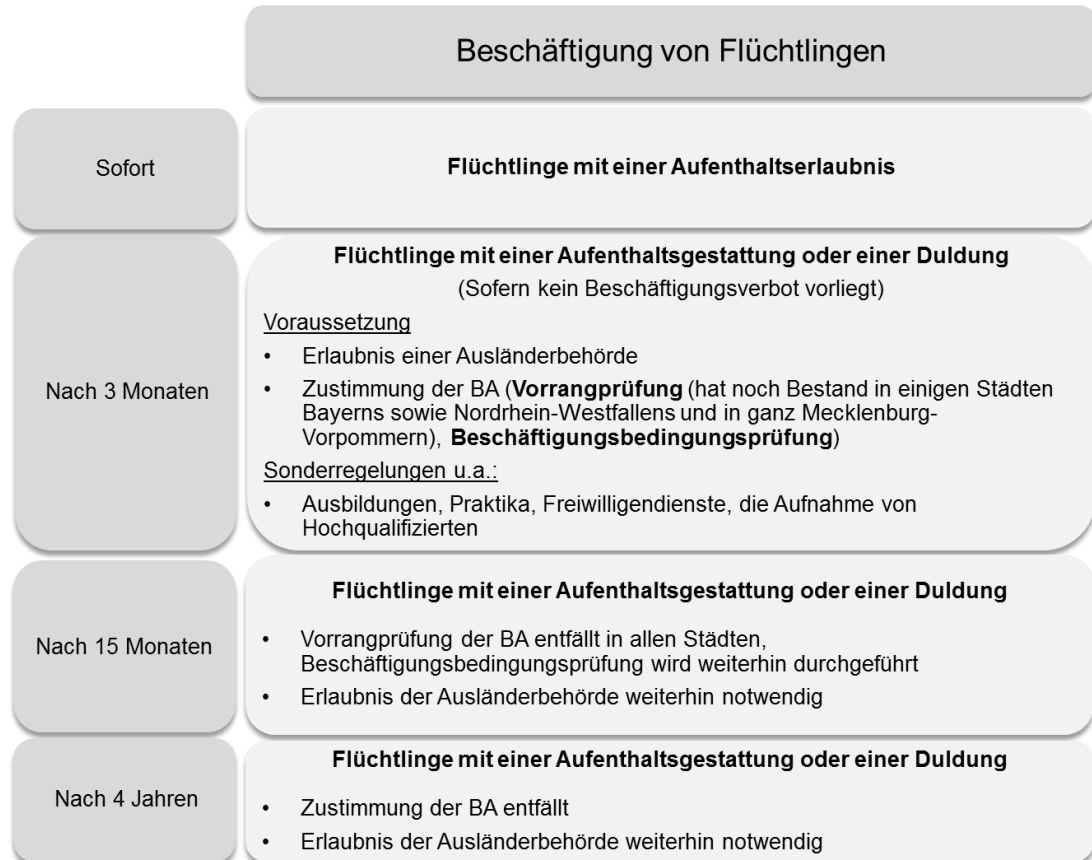 Beschäftigung von Flüchtlingen
Sofort
Flüchtlinge mit einer Aufenthaltserlaubnis
Nach 3 Monaten
Flüchtlinge mit einer Aufenthaltsgestattung oder einer Duldung
(Sofern kein Beschäftigungsverbot vorliegt)
Voraussetzung
• Erlaubnis einer Ausländerbehörde
• Zustimmung der BA (Vorrangprüfung (hat noch Bestand in einigen Städten
Bayerns sowie Nordrhein-Westfallens und in ganz Mecklenburg-
Vorpommern), Beschäftigungsbedingungsprüfung)
Sonderregelungen u.a.:
• Ausbildungen, Praktika, Freiwilligendienste, die Aufnahme von
Hochqualifizierten
Nach 15 Monaten
Flüchtlinge mit einer Aufenthaltsgestattung oder einer Duldung
• Vorrangprüfung der BA entfällt in allen Städten,
Beschäftigungsbedingungsprüfung wird weiterhin durchgeführt
• Erlaubnis der Ausländerbehörde weiterhin notwendig
Nach 4 Jahren
Flüchtlinge mit einer Aufenthaltsgestattung oder einer Duldung
• Zustimmung der BA entfällt
• Erlaubnis der Ausländerbehörde weiterhin notwendig